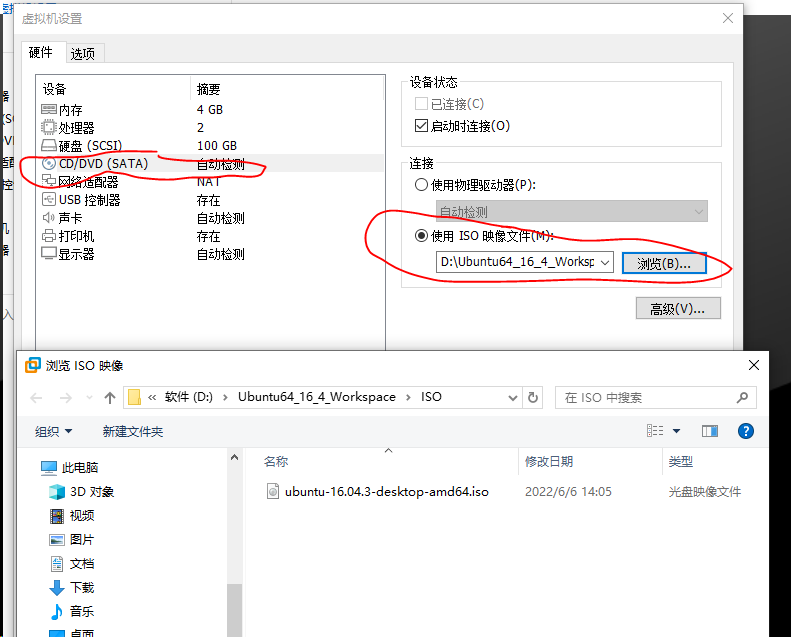 虚拟机设置
硬件 选项
设备 摘要
内存 4 GB
处理器 2
硬盘 (SCSI) 100 GB
CD/DVD (SATA) 自动检测
网络适配器 NAT
USB 控制器 存在
声卡 自动检测
打印机 存在
显示器 自动检测
设备状态
已连接(C)
启动时连接(O)
连接
使用物理驱动器(P):
自动检测
使用 ISO 映像文件(M):
D:\Ubuntu64_16_4_Worksp 浏览(B)...
高级(V)...
浏览 ISO 映像
« 软件 (D:) › Ubuntu64_16_4_Workspace › ISO 在 ISO 中搜索
组织 新建文件夹
此电脑
3D 对象
视频
图片
文档
下载
音乐
桌面
名称 修改日期 类型
ubuntu-16.04.3-desktop-amd64.iso 2022/6/6 14:05 光盘映像文件